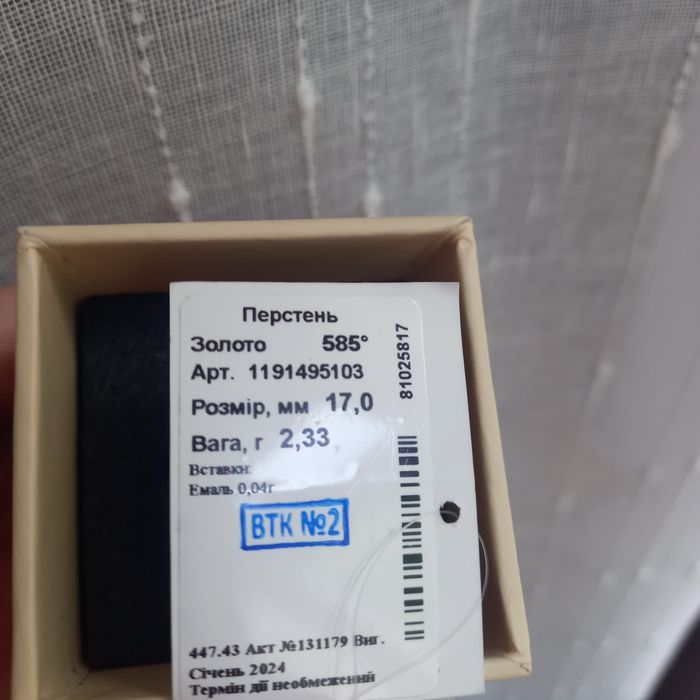 Перстень
Золото 585°
Арт. 1191495103
Розмір, мм 17,0
Вага, г 2,33
Вставки:
Емаль 0,04г
ВТК №2
447.43 Акт №131179 Виг.
Січень 2024
Термін дії необмежений
81025817